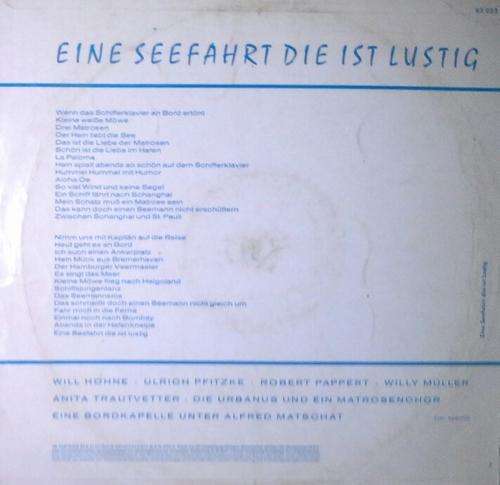 EINE SEEFAHRT DIE IST LUSTIG
Wenn das Schifferklavier an Bord ertönt
Kleine weiße Möwe
Drei Matrosen
Der Hein liebt die See
Das ist die Liebe der Matrosen
Schön ist die Liebe im Hafen
La Paloma
Hein spielt abends so schön auf dem Schifferklavier
Hummel Hummel mit Humor
Aloha Oe
So viel Wind und keine Segel
Ein Schiff fährt nach Schanghai
Mein Schatz muß ein Matrose sein
Das kann doch einen Seemann nicht erschüttern
Zwischen Schanghai und St. Pauli
Nimm uns mit Kapitän auf die Reise
Heut geht es an Bord
Ich such einen Ankerplatz
Hein Mück aus Bremerhaven
Der Hamburger Veermaster
Es singt das Meer
Kleine Möwe flieg nach Helgoland
Schiffsjungentanz
Das Seemannslos
Das schmeißt doch einen Seemann nicht gleich um
Fahr mich in die Ferne
Einmal noch nach Bombay
Abends in der Hafenkneipe
Eine Seefahrt die ist lustig
WILL HÖHNE · ULRICH PFITZKE · ROBERT PAPPERT · WILLY MÜLLER
ANITA TRAUTVETTER · DIE URBANUS UND EIN MATROSENCHOR
EINE BORDKAPELLE UNTER ALFRED MATSCHAT
Eine Seefahrt die ist lustig